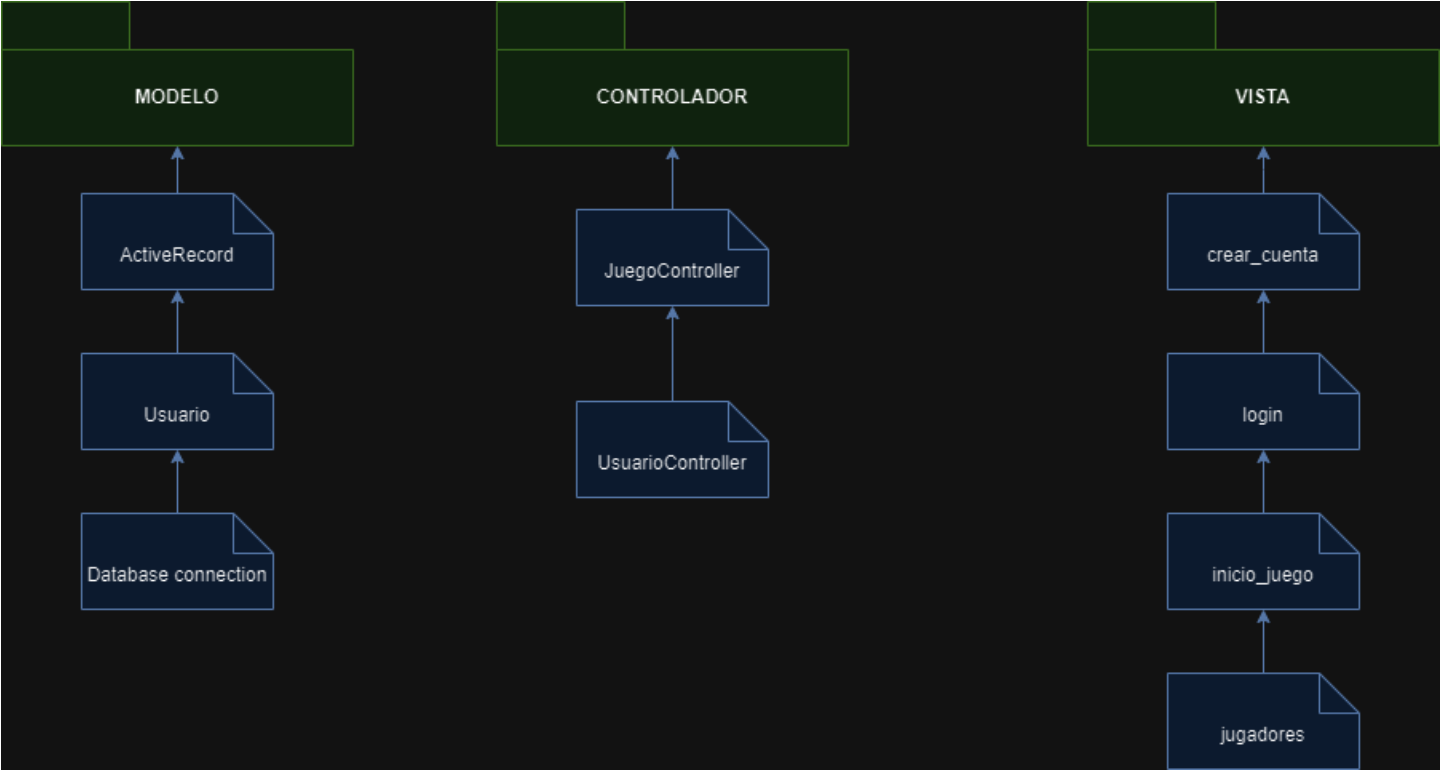 MODELO
CONTROLADOR
VISTA
ActiveRecord
Usuario
Database connection
JuegoController
UsuarioController
crear_cuenta
login
inicio_juego
jugadores